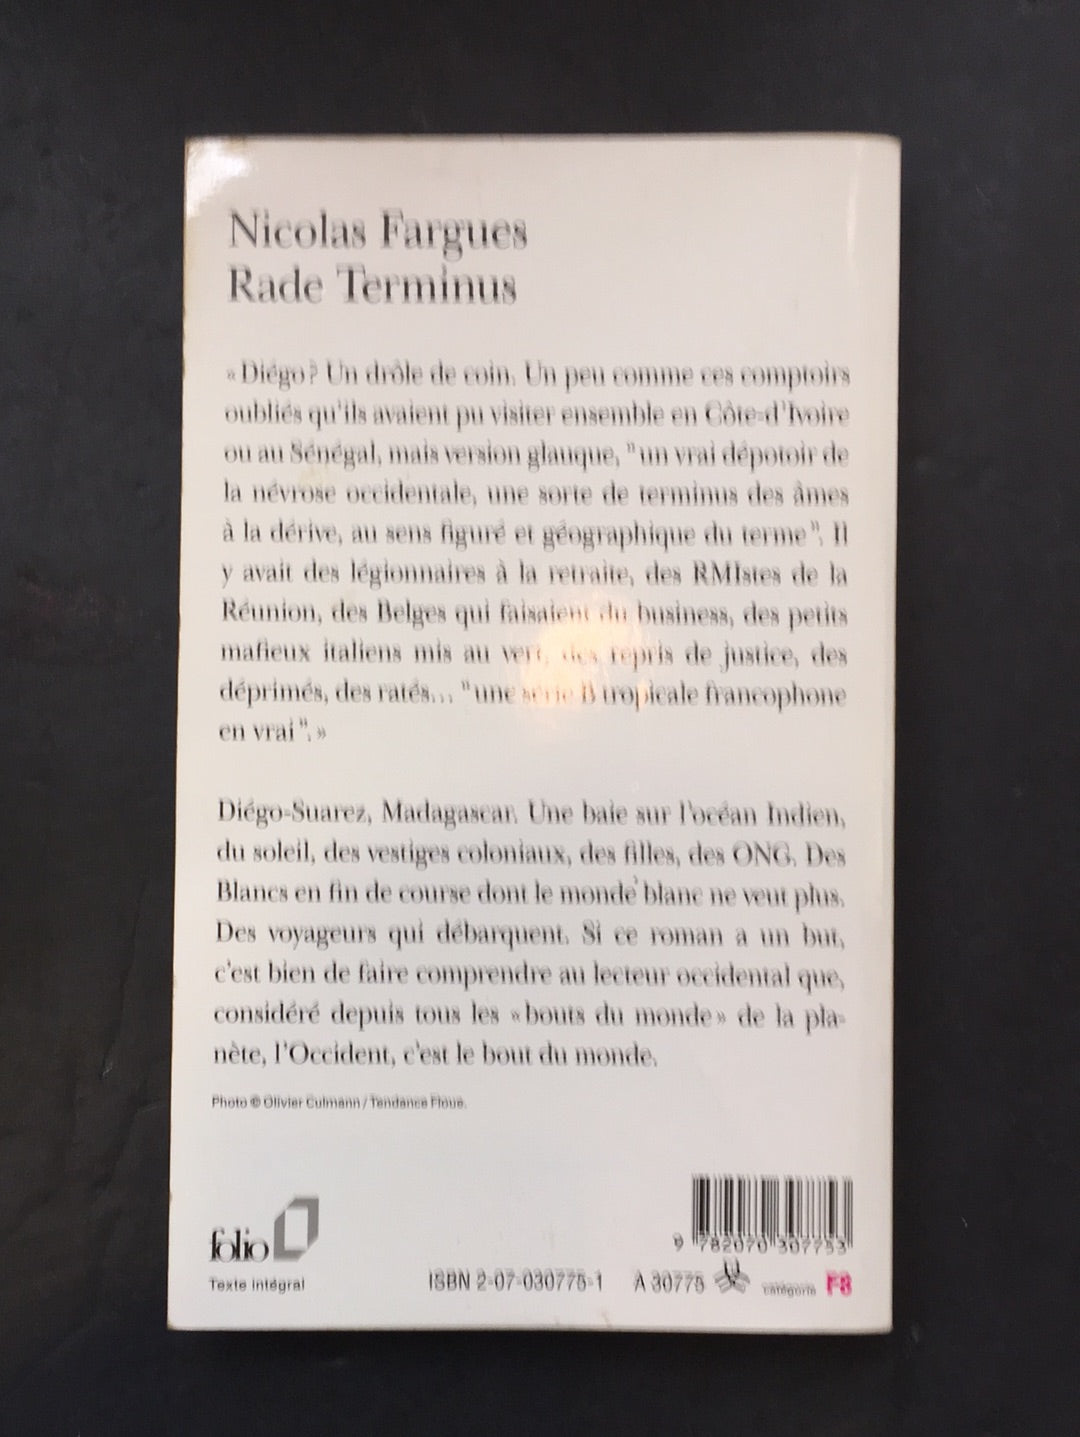 Nicolas Fargues
Rade Terminus
« Diégo ? Un drôle de coin. Un peu comme ces comptoirs
oubliés qu'ils avaient pu visiter ensemble en Côte-d'Ivoire
ou au Sénégal, mais version glauque, "un vrai dépotoir de
la névrose occidentale, une sorte de terminus des âmes
à la dérive, au sens figuré et géographique du terme". Il
y avait des légionnaires à la retraite, des RMIstes de la
Réunion, des Belges qui faisaient du business, des petits
mafieux italiens mis au vert, des repris de justice, des
déprimés, des ratés... "une série B tropicale francophone
en vrai". »
Diégo-Suarez, Madagascar. Une baie sur l'océan Indien,
du soleil, des vestiges coloniaux, des filles, des ONG. Des
Blancs en fin de course dont le monde blanc ne veut plus.
Des voyageurs qui débarquent. Si ce roman a un but,
c'est bien de faire comprendre au lecteur occidental que,
considéré depuis tous les « bouts du monde » de la pla-
nète, l'Occident, c'est le bout du monde.
Photo © Olivier Culmann / Tendance Floue.
folio
9 782070 307753
Texte intégral ISBN 2-07-030775-1 A 30775 catégorie F8